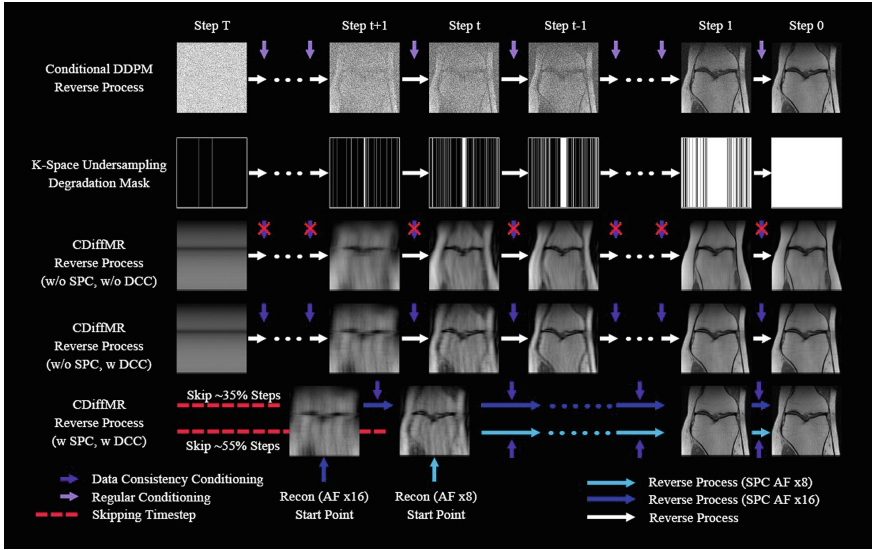 Step T
Step t+1
Step t
Step t-1
Step 1
Step 0
Conditional DDPM
Reverse Process
K-Space Undersampling
Degradation Mask
CDiffMR
Reverse Process
(w/o SPC, w/o DCC)
CDiffMR
Reverse Process
(w/o SPC, w DCC)
CDiffMR
Reverse Process
(w SPC, w DCC)
Skip ~35% Steps
Skip ~55% Steps
Data Consistency Conditioning
Regular Conditioning
Skipping Timestep
Recon (AF x16)
Start Point
Recon (AF x8)
Start Point
Reverse Process (SPC AF x8)
Reverse Process (SPC AF x16)
Reverse Process